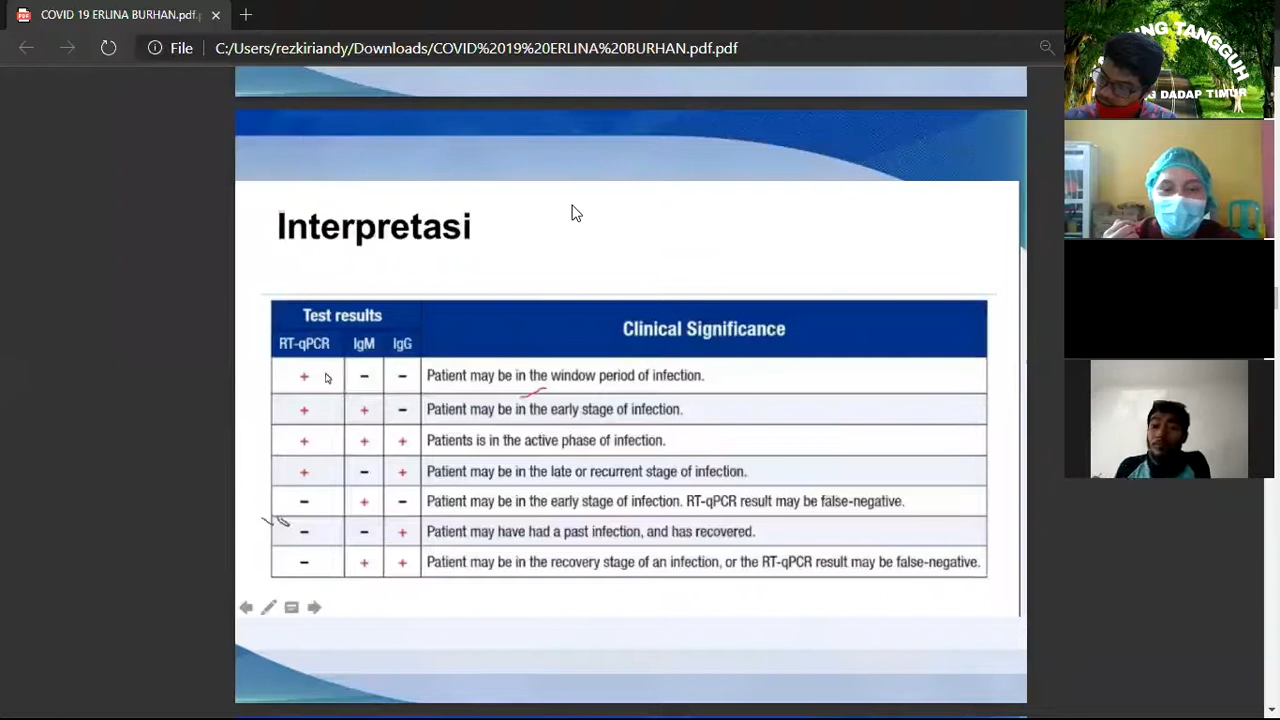 COVID 19 ERLINA BURHAN.pdf.p
File
C:/Users/rezkiriandy/Downloads/COVID%2019%20ERLINA%20BURHAN.pdf.pdf
Interpretasi
Test results
Clinical Significance
RT-qPCR IgM IgG
+ - - Patient may be in the window period of infection.
+ + - Patient may be in the early stage of infection.
+ + + Patients is in the active phase of infection.
+ - + Patient may be in the late or recurrent stage of infection.
- + - Patient may be in the early stage of infection. RT-qPCR result may be false-negative.
- - + Patient may have had a past infection, and has recovered.
- + + Patient may be in the recovery stage of an infection, or the RT-qPCR result may be false-negative.
TANGGUH
DADAP TIMUR